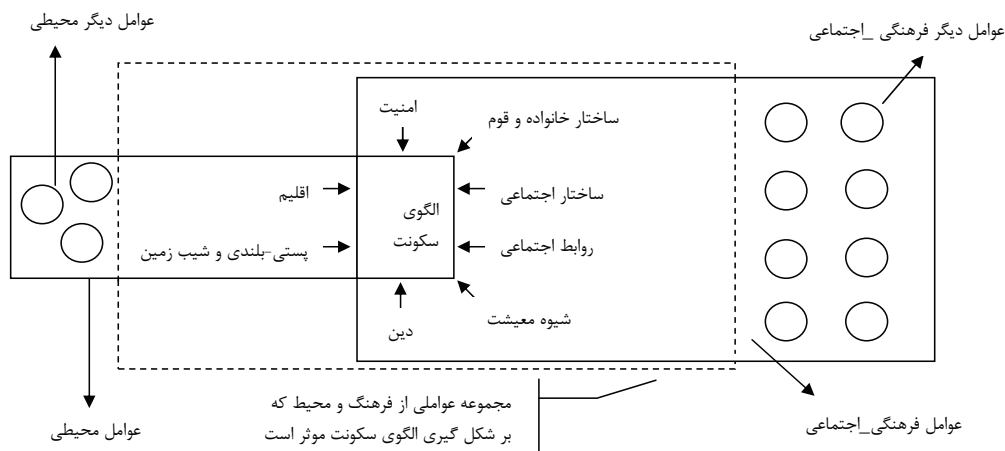 عوامل دیگر محیطی
عوامل دیگر فرهنگی _اجتماعی
امنیت
ساختار خانواده و قوم
اقلیم
ساختار اجتماعی
الگوی
سکونت
پستی-بلندی و شیب زمین
روابط اجتماعی
شیوه معیشت
دین
مجموعه عواملی از فرهنگ و محیط که
بر شکل گیری الگوی سکونت موثر است
عوامل فرهنگی_اجتماعی
عوامل محیطی